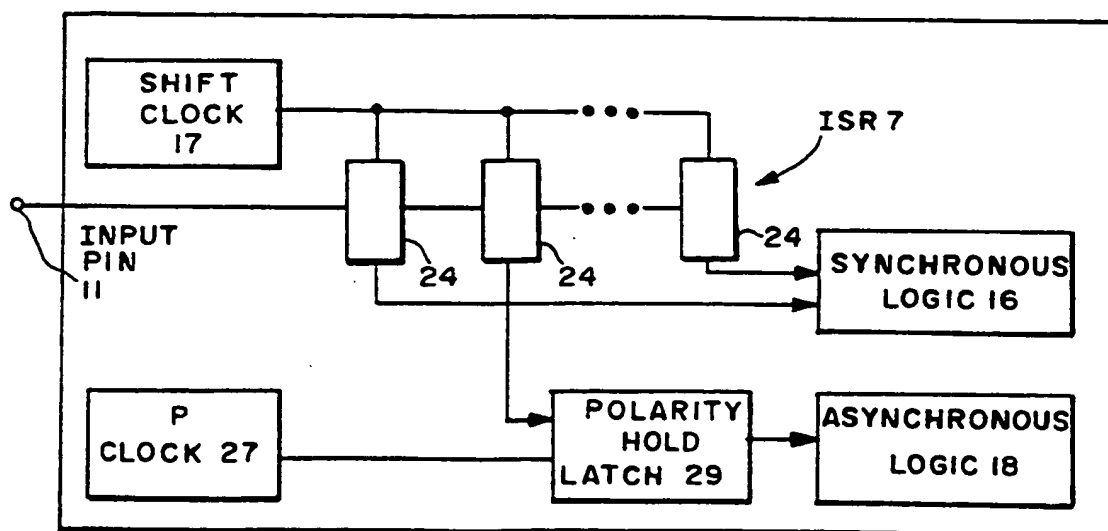 SHIFT
CLOCK
17
ISR 7
INPUT
PIN
11
24
24
24
SYNCHRONOUS
LOGIC 16
P
CLOCK 27
POLARITY
HOLD
LATCH 29
ASYNCHRONOUS
LOGIC 18